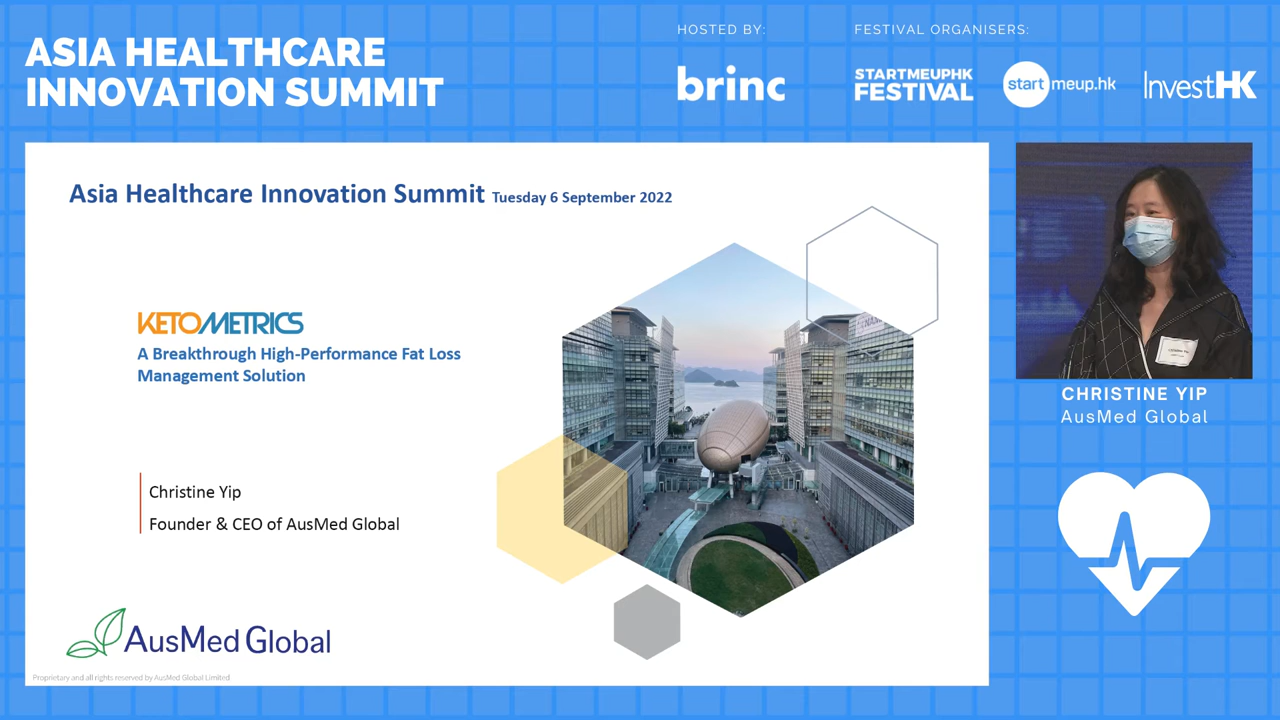 ASIA HEALTHCARE
INNOVATION SUMMIT
HOSTED BY:
brinc
FESTIVAL ORGANISERS:
STARTMEUPHK
FESTIVAL
startmeup.hk
InvestHK
Asia Healthcare Innovation Summit Tuesday 6 September 2022
KETOMETRICS
A Breakthrough High-Performance Fat Loss
Management Solution
Christine Yip
Founder & CEO of AusMed Global
AusMed Global
Proprietary and all rights reserved by AusMed Global Limited
CHRISTINE YIP
AusMed Global